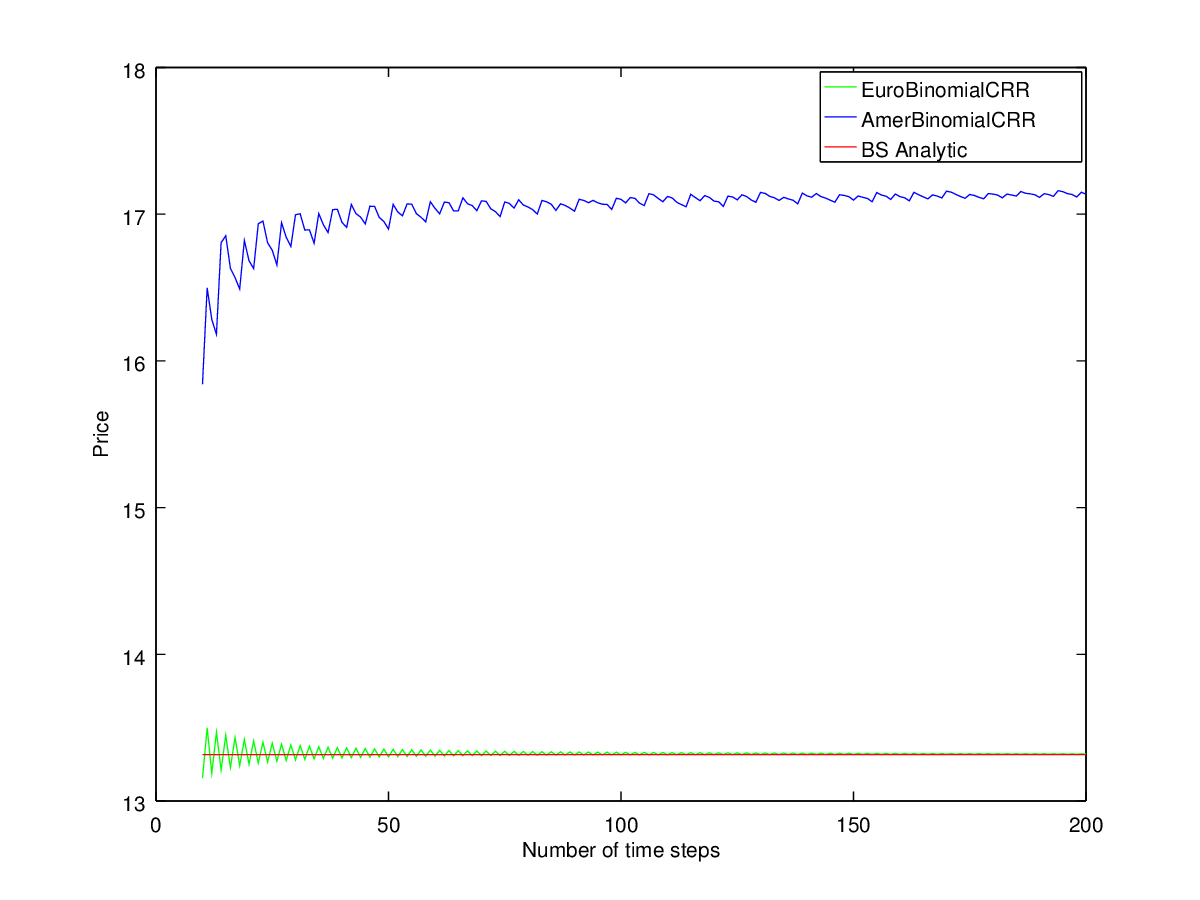 18
17
16
15
14
13
Price
0
50
100
150
200
Number of time steps
EuroBinomialCRR
AmerBinomialCRR
BS Analytic